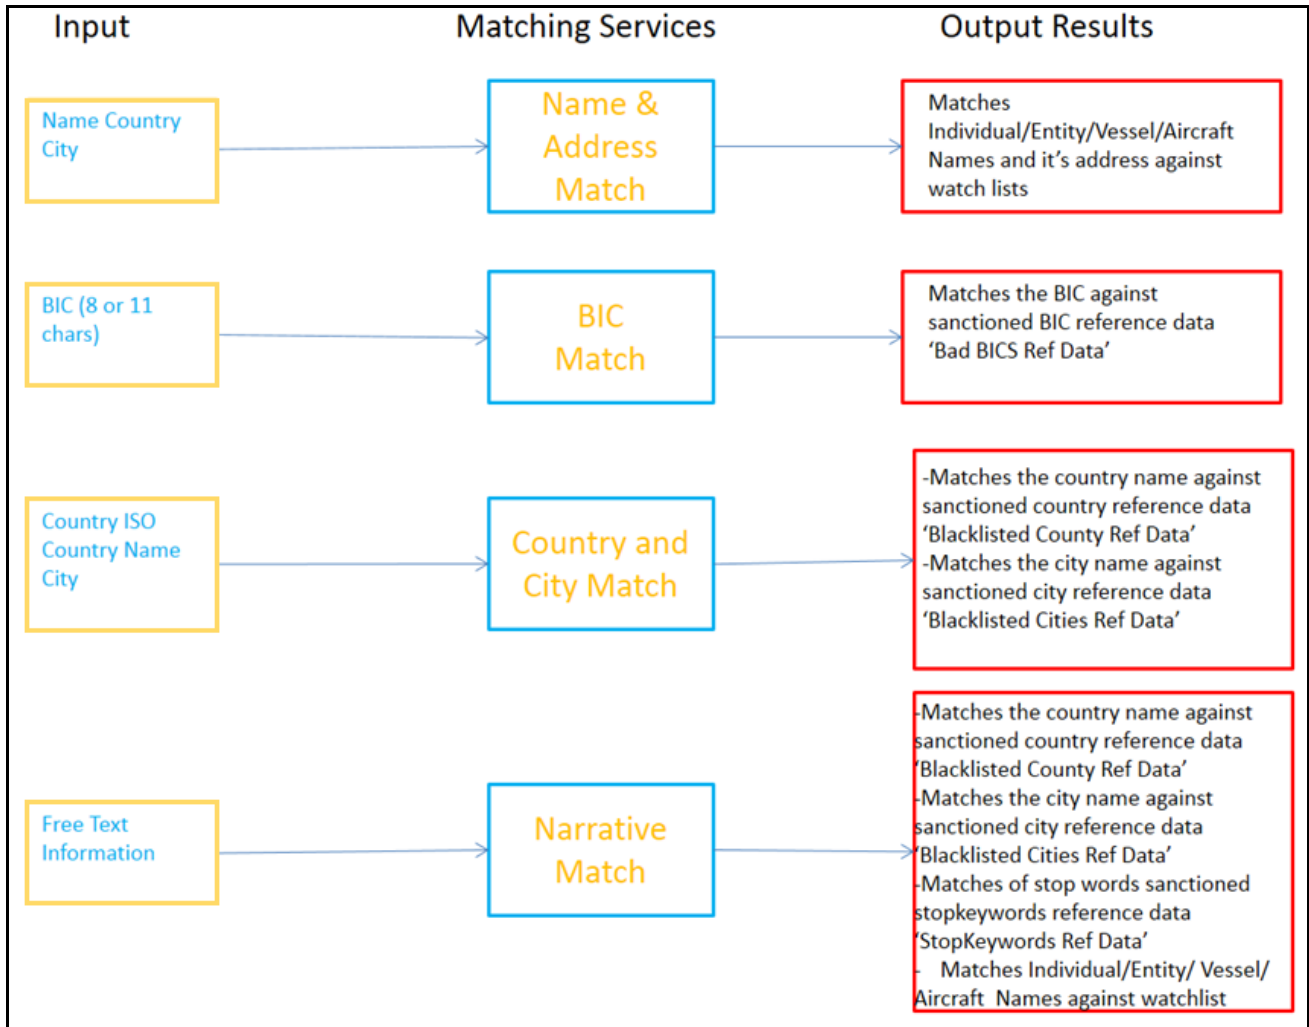 Input
Matching Services
Output Results
Name Country
City
Name &
Address
Match
Matches
Individual/Entity/Vessel/Aircraft
Names and it’s address against
watch lists
BIC (8 or 11
chars)
BIC
Match
Matches the BIC against
sanctioned BIC reference data
‘Bad BICS Ref Data’
Country ISO
Country Name
City
Country and
City Match
-Matches the country name against
sanctioned country reference data
‘Blacklisted County Ref Data’
-Matches the city name against
sanctioned city reference data
‘Blacklisted Cities Ref Data’
Free Text
Information
Narrative
Match
-Matches the country name against
sanctioned country reference data
‘Blacklisted County Ref Data’
-Matches the city name against
sanctioned city reference data
‘Blacklisted Cities Ref Data’
-Matches of stop words sanctioned
stopkeywords reference data
‘StopKeywords Ref Data’
- Matches Individual/Entity/ Vessel/
Aircraft Names against watchlist